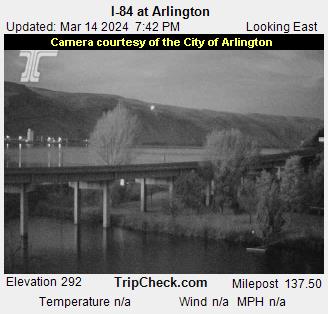 I-84 at Arlington
Updated: Mar 14 2024 7:42 PM Looking East
Camera courtesy of the City of Arlington
Elevation 292 TripCheck.com Milepost 137.50
Temperature n/a Wind n/a MPH n/a